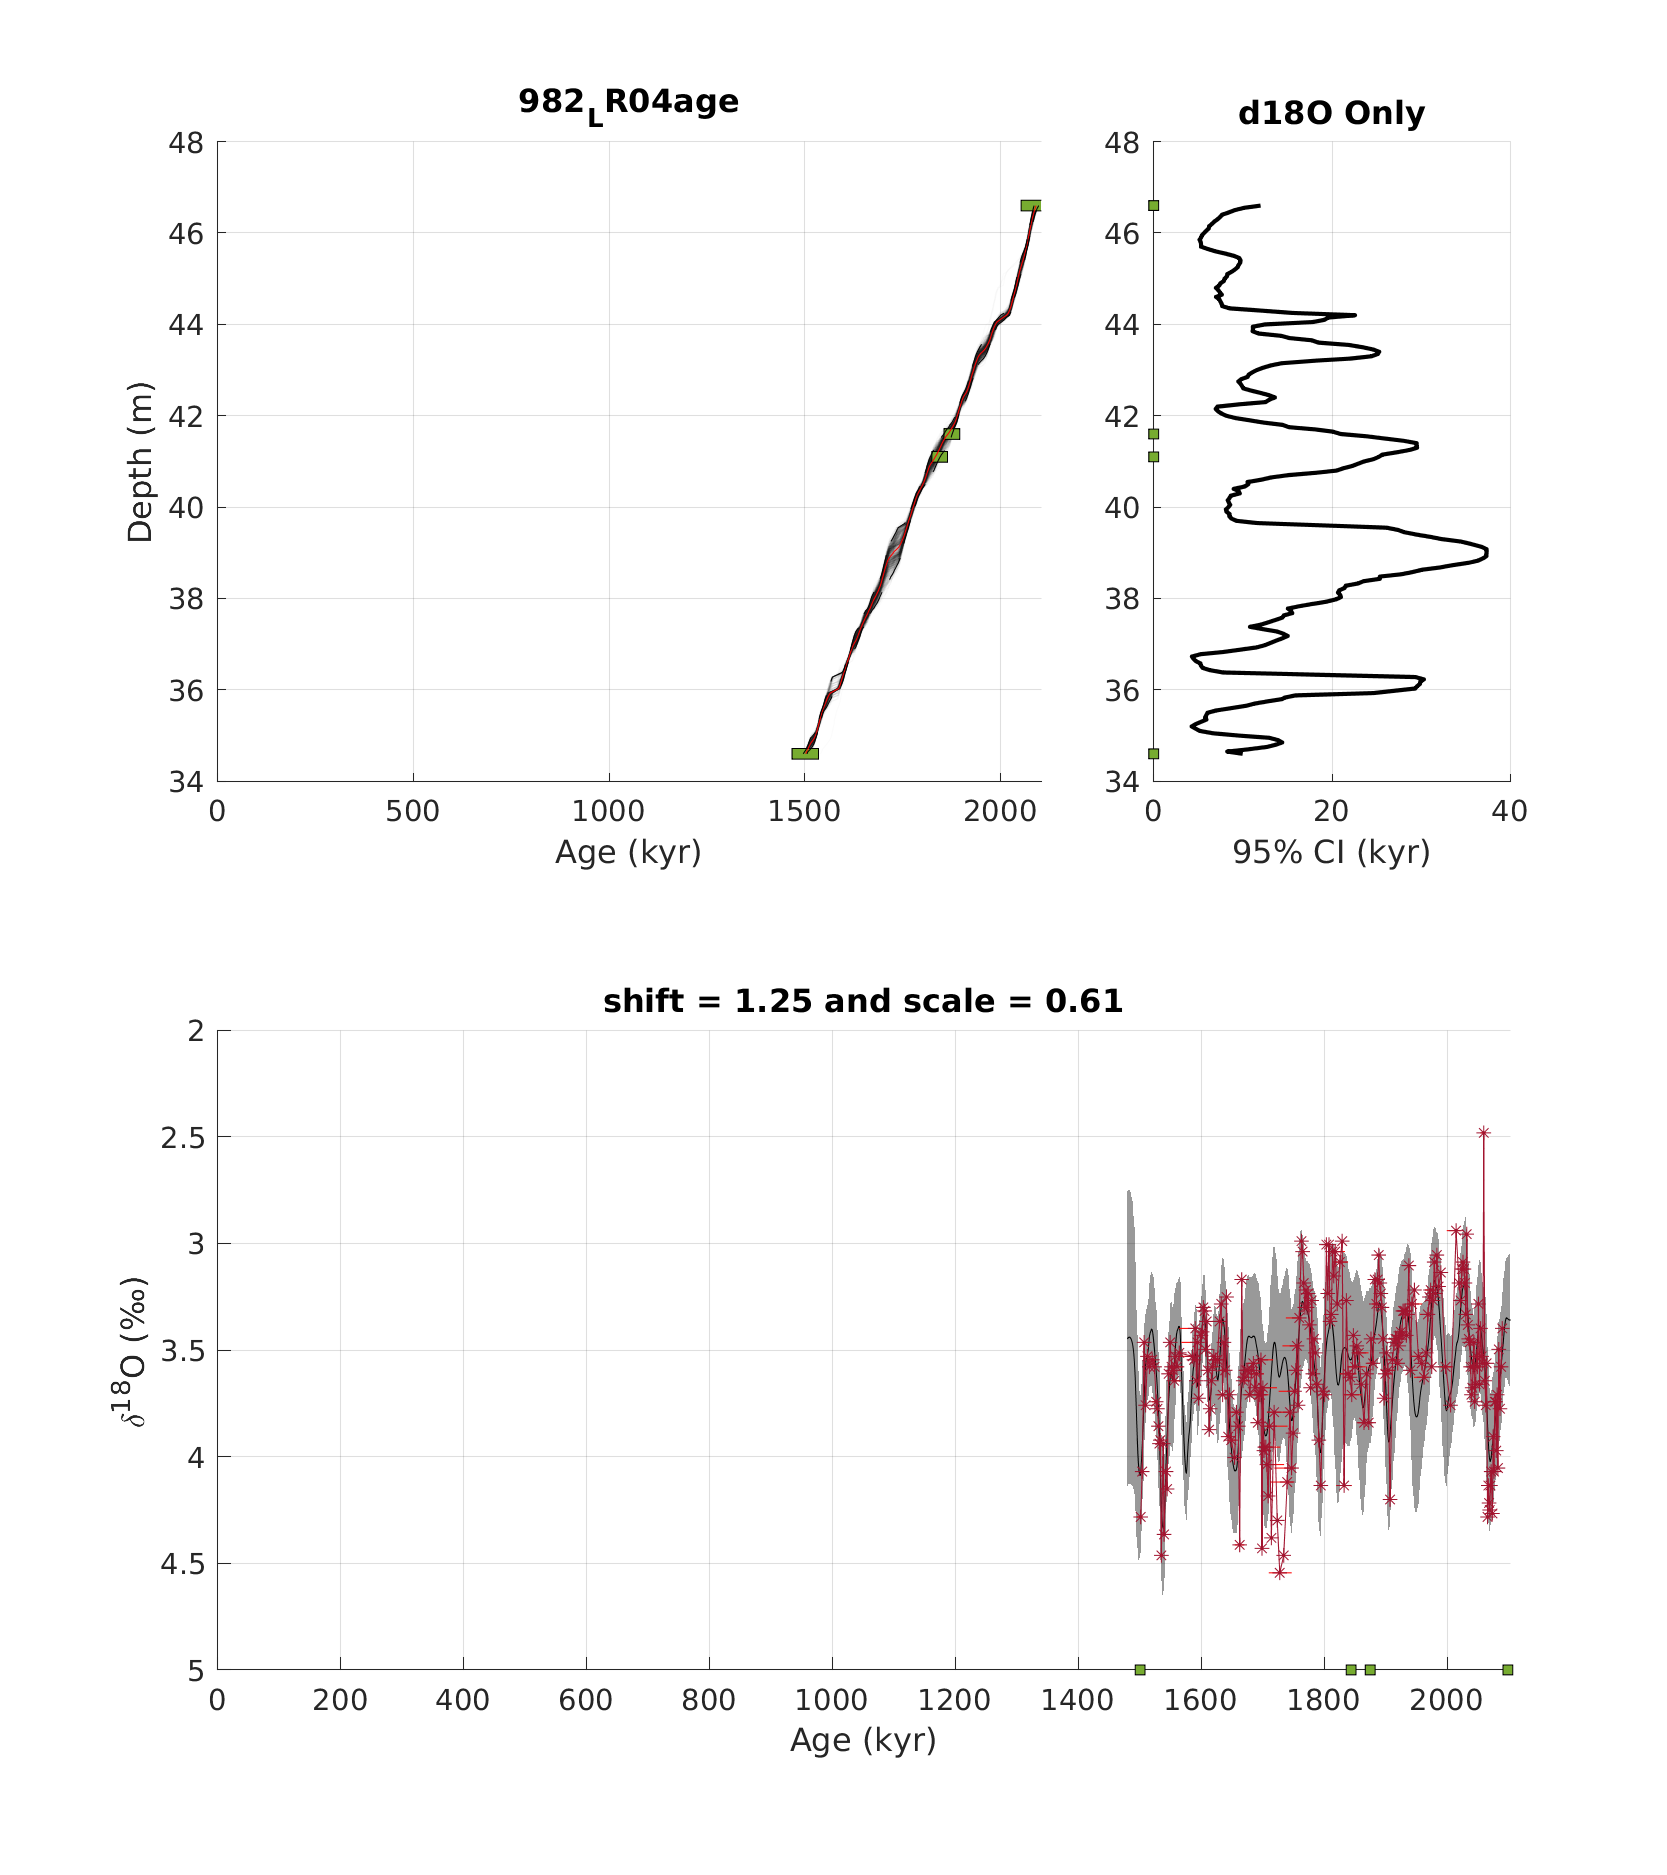 982LR04age
d18O Only
48
46
44
42
40
38
36
34
Depth (m)
0 500 1000 1500 2000
Age (kyr)
48
46
44
42
40
38
36
34
0 20 40
95% CI (kyr)
shift = 1.25 and scale = 0.61
2
2.5
3
3.5
4
4.5
5
δ18O (‰)
0 200 400 600 800 1000 1200 1400 1600 1800 2000
Age (kyr)